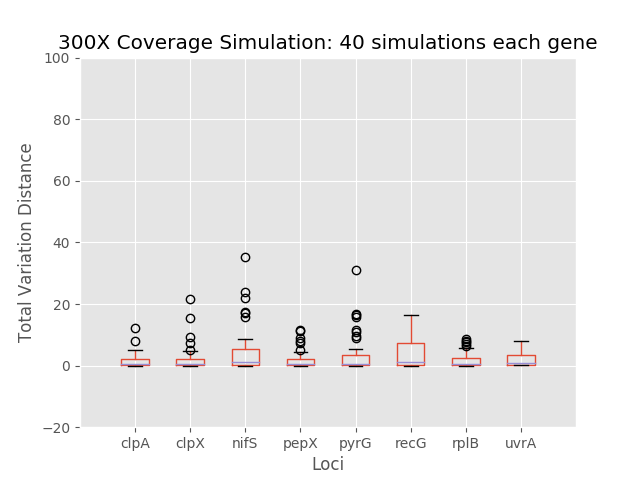 300X Coverage Simulation: 40 simulations each gene
Total Variation Distance
100
80
60
40
20
0
−20
clpA clpX nifS pepX pyrG recG rplB uvrA
Loci